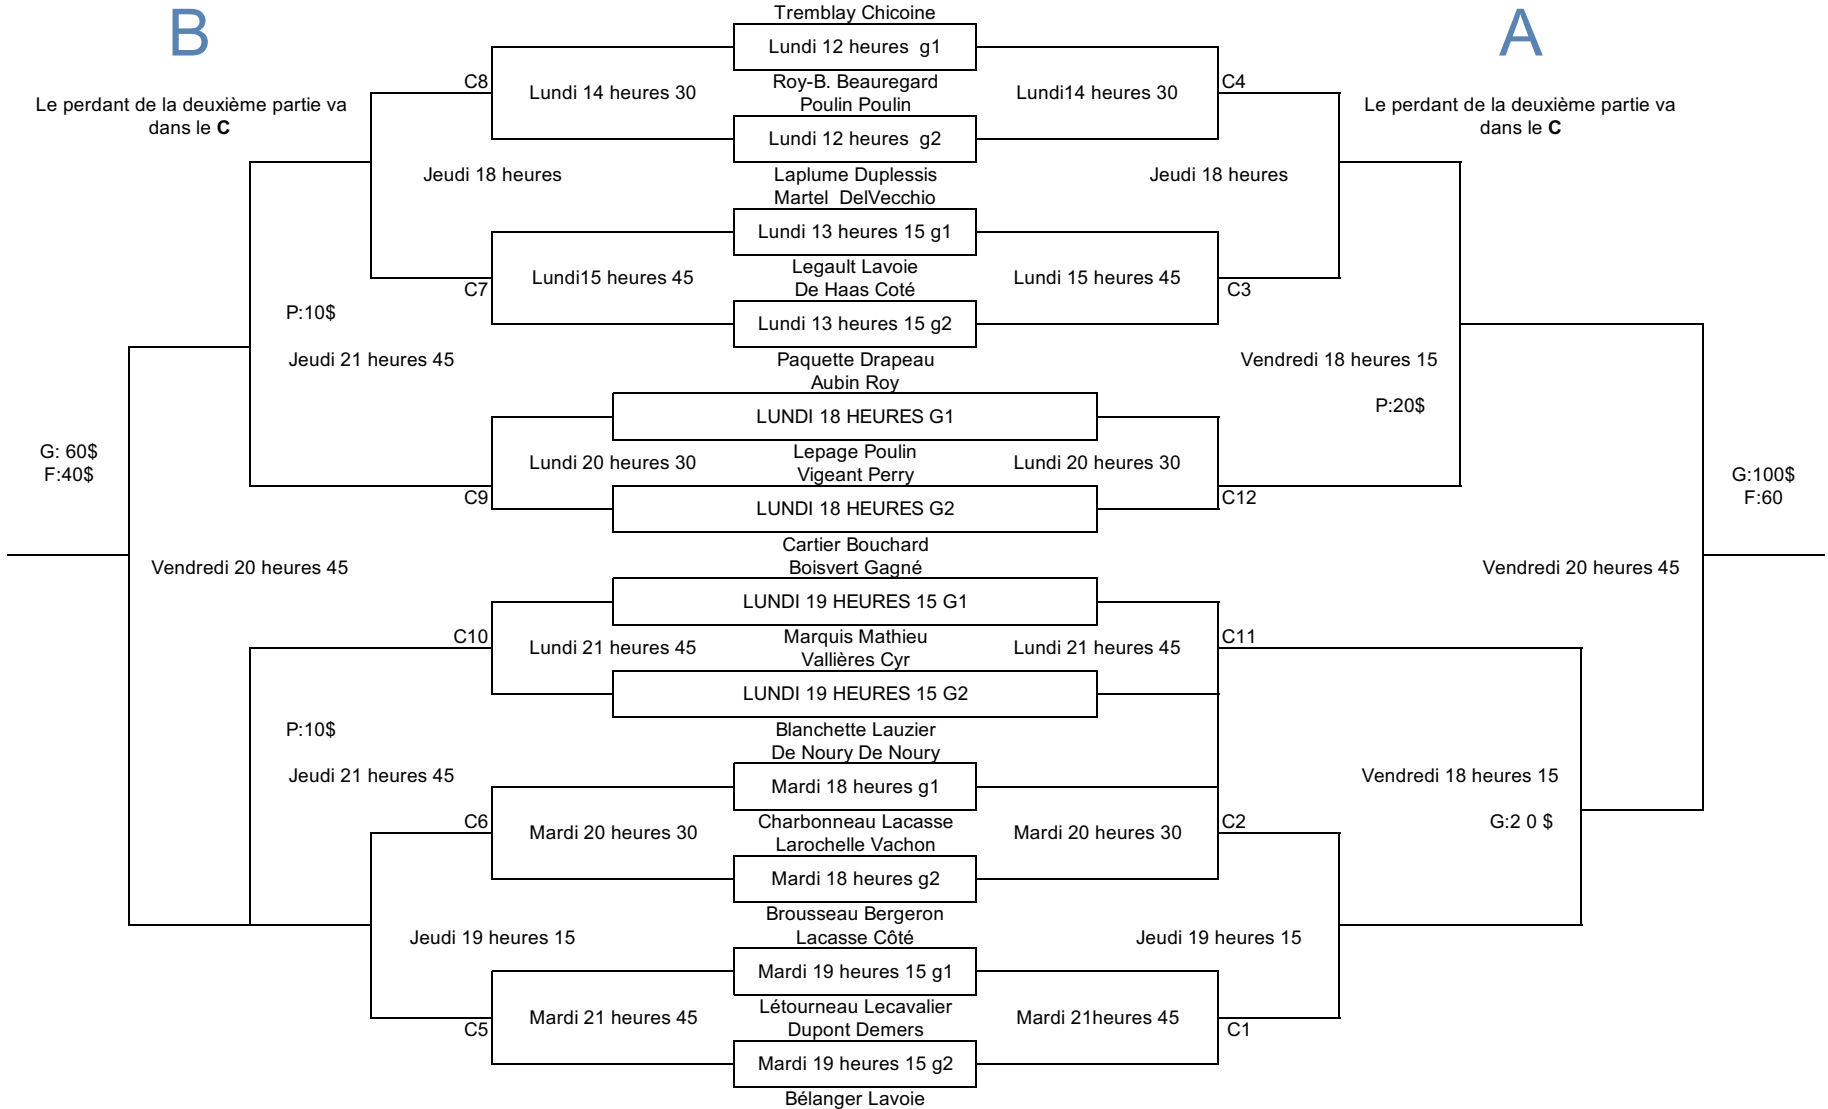 B
A
Tremblay Chicoine
Lundi 12 heures  g1
C8
Lundi 14 heures 30
Roy-B. Beauregard
Poulin Poulin
Lundi14 heures 30
C4
Le perdant de la deuxième partie va
dans le C
Le perdant de la deuxième partie va
dans le C
Lundi 12 heures  g2
Jeudi 18 heures
Laplume Duplessis
Martel  DelVecchio
Jeudi 18 heures
Lundi 13 heures 15 g1
C7
Lundi15 heures 45
Legault Lavoie
De Haas Coté
Lundi 15 heures 45
C3
P:10$
Lundi 13 heures 15 g2
Jeudi 21 heures 45
Paquette Drapeau
Aubin Roy
Vendredi 18 heures 15
P:20$
LUNDI 18 HEURES G1
G: 60$
F:40$
Lundi 20 heures 30
Lepage Poulin
Vigeant Perry
Lundi 20 heures 30
G:100$
F:60
C9
LUNDI 18 HEURES G2
C12
Cartier Bouchard
Boisvert Gagné
Vendredi 20 heures 45
Vendredi 20 heures 45
LUNDI 19 HEURES 15 G1
C10
Lundi 21 heures 45
Marquis Mathieu
Vallières Cyr
Lundi 21 heures 45
C11
LUNDI 19 HEURES 15 G2
P:10$
Blanchette Lauzier
De Noury De Noury
Jeudi 21 heures 45
Mardi 18 heures g1
Vendredi 18 heures 15
G:2 0 $
C6
Mardi 20 heures 30
Charbonneau Lacasse
Larochelle Vachon
Mardi 20 heures 30
C2
Mardi 18 heures g2
Brousseau Bergeron
Lacasse Côté
Jeudi 19 heures 15
Jeudi 19 heures 15
Mardi 19 heures 15 g1
C5
Mardi 21 heures 45
Létourneau Lecavalier
Dupont Demers
Mardi 21heures 45
C1
Mardi 19 heures 15 g2
Bélanger Lavoie